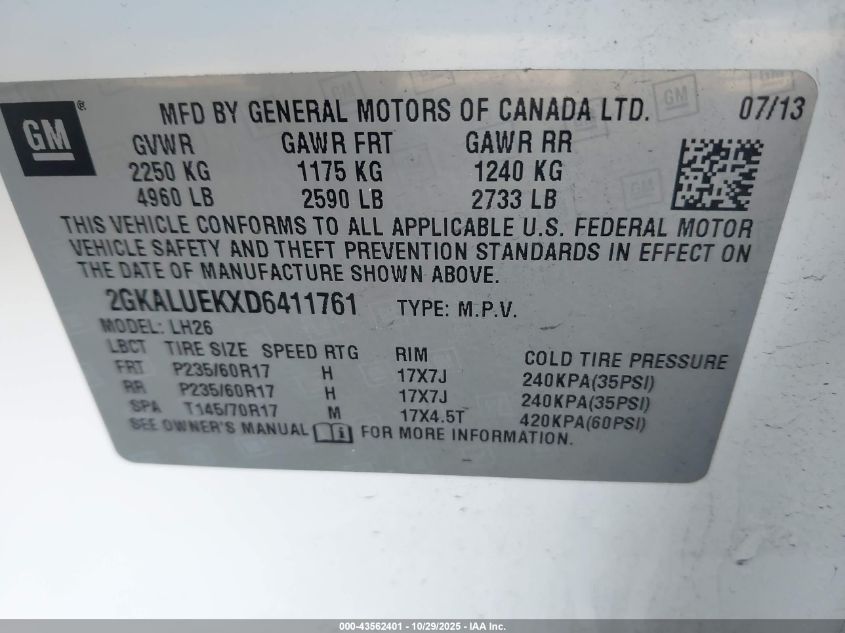 GM® MFD BY GENERAL MOTORS OF CANADA LTD. 07/13
GVWR GAWR FRT GAWR RR
2250 KG 1175 KG 1240 KG
4960 LB 2590 LB 2733 LB
THIS VEHICLE CONFORMS TO ALL APPLICABLE U.S. FEDERAL MOTOR
VEHICLE SAFETY AND THEFT PREVENTION STANDARDS IN EFFECT ON
THE DATE OF MANUFACTURE SHOWN ABOVE.
2GKALUEKXD6411761 TYPE: M.P.V.
MODEL: LH26
LBCT TIRE SIZE SPEED RTG RIM COLD TIRE PRESSURE
FRT P235/60R17 H 17X7J 240KPA(35PSI)
RR P235/60R17 H 17X7J 240KPA(35PSI)
SPA T145/70R17 M 17X4.5T 420KPA(60PSI)
SEE OWNER'S MANUAL i FOR MORE INFORMATION.
000-43562401 - 10/29/2025 - IAA Inc.